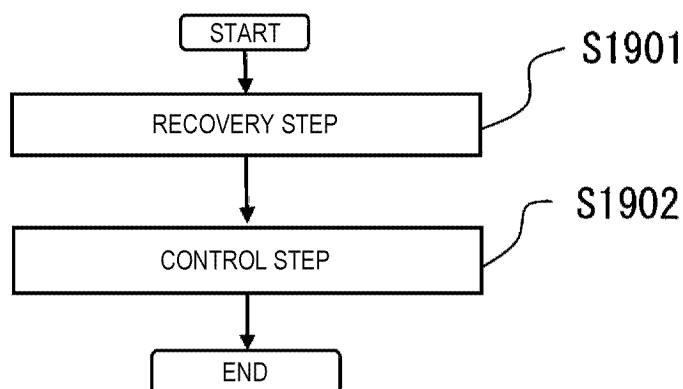 START
S1901
RECOVERY STEP
S1902
CONTROL STEP
END